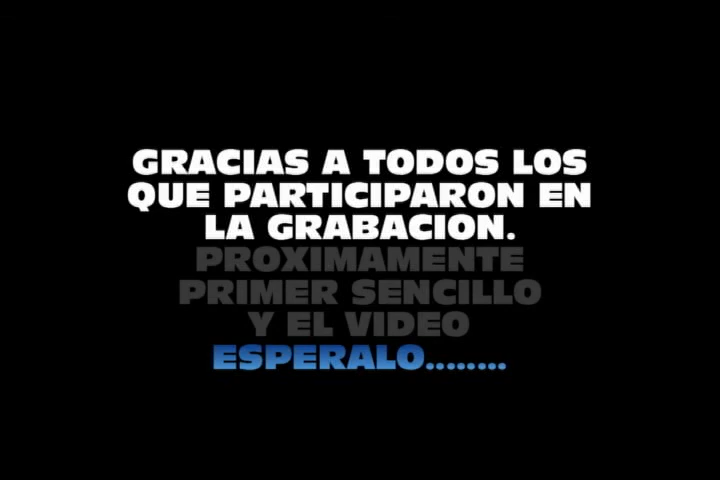 GRACIAS A TODOS LOS
QUE PARTICIPARON EN
LA GRABACION.
PROXIMAMENTE
PRIMER SENCILLO
Y EL VIDEO
ESPERALO........